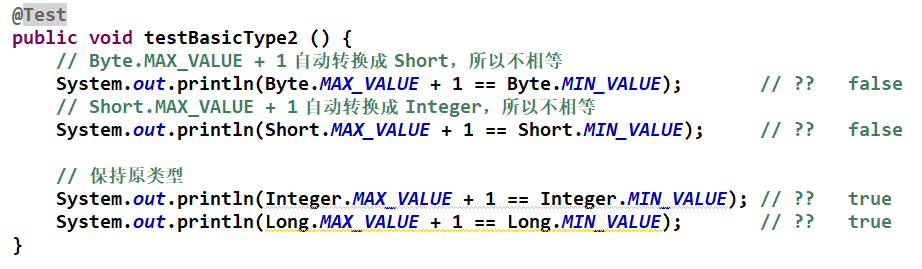 @Test
public void testBasicType2 () {
// Byte.MAX_VALUE + 1 自动转换成 Short，所以不相等
System.out.println(Byte.MAX_VALUE + 1 == Byte.MIN_VALUE); // ?? false
// Short.MAX_VALUE + 1 自动转换成 Integer，所以不相等
System.out.println(Short.MAX_VALUE + 1 == Short.MIN_VALUE); // ?? false
// 保持原类型
System.out.println(Integer.MAX_VALUE + 1 == Integer.MIN_VALUE); // ?? true
System.out.println(Long.MAX_VALUE + 1 == Long.MIN_VALUE); // ?? true
}